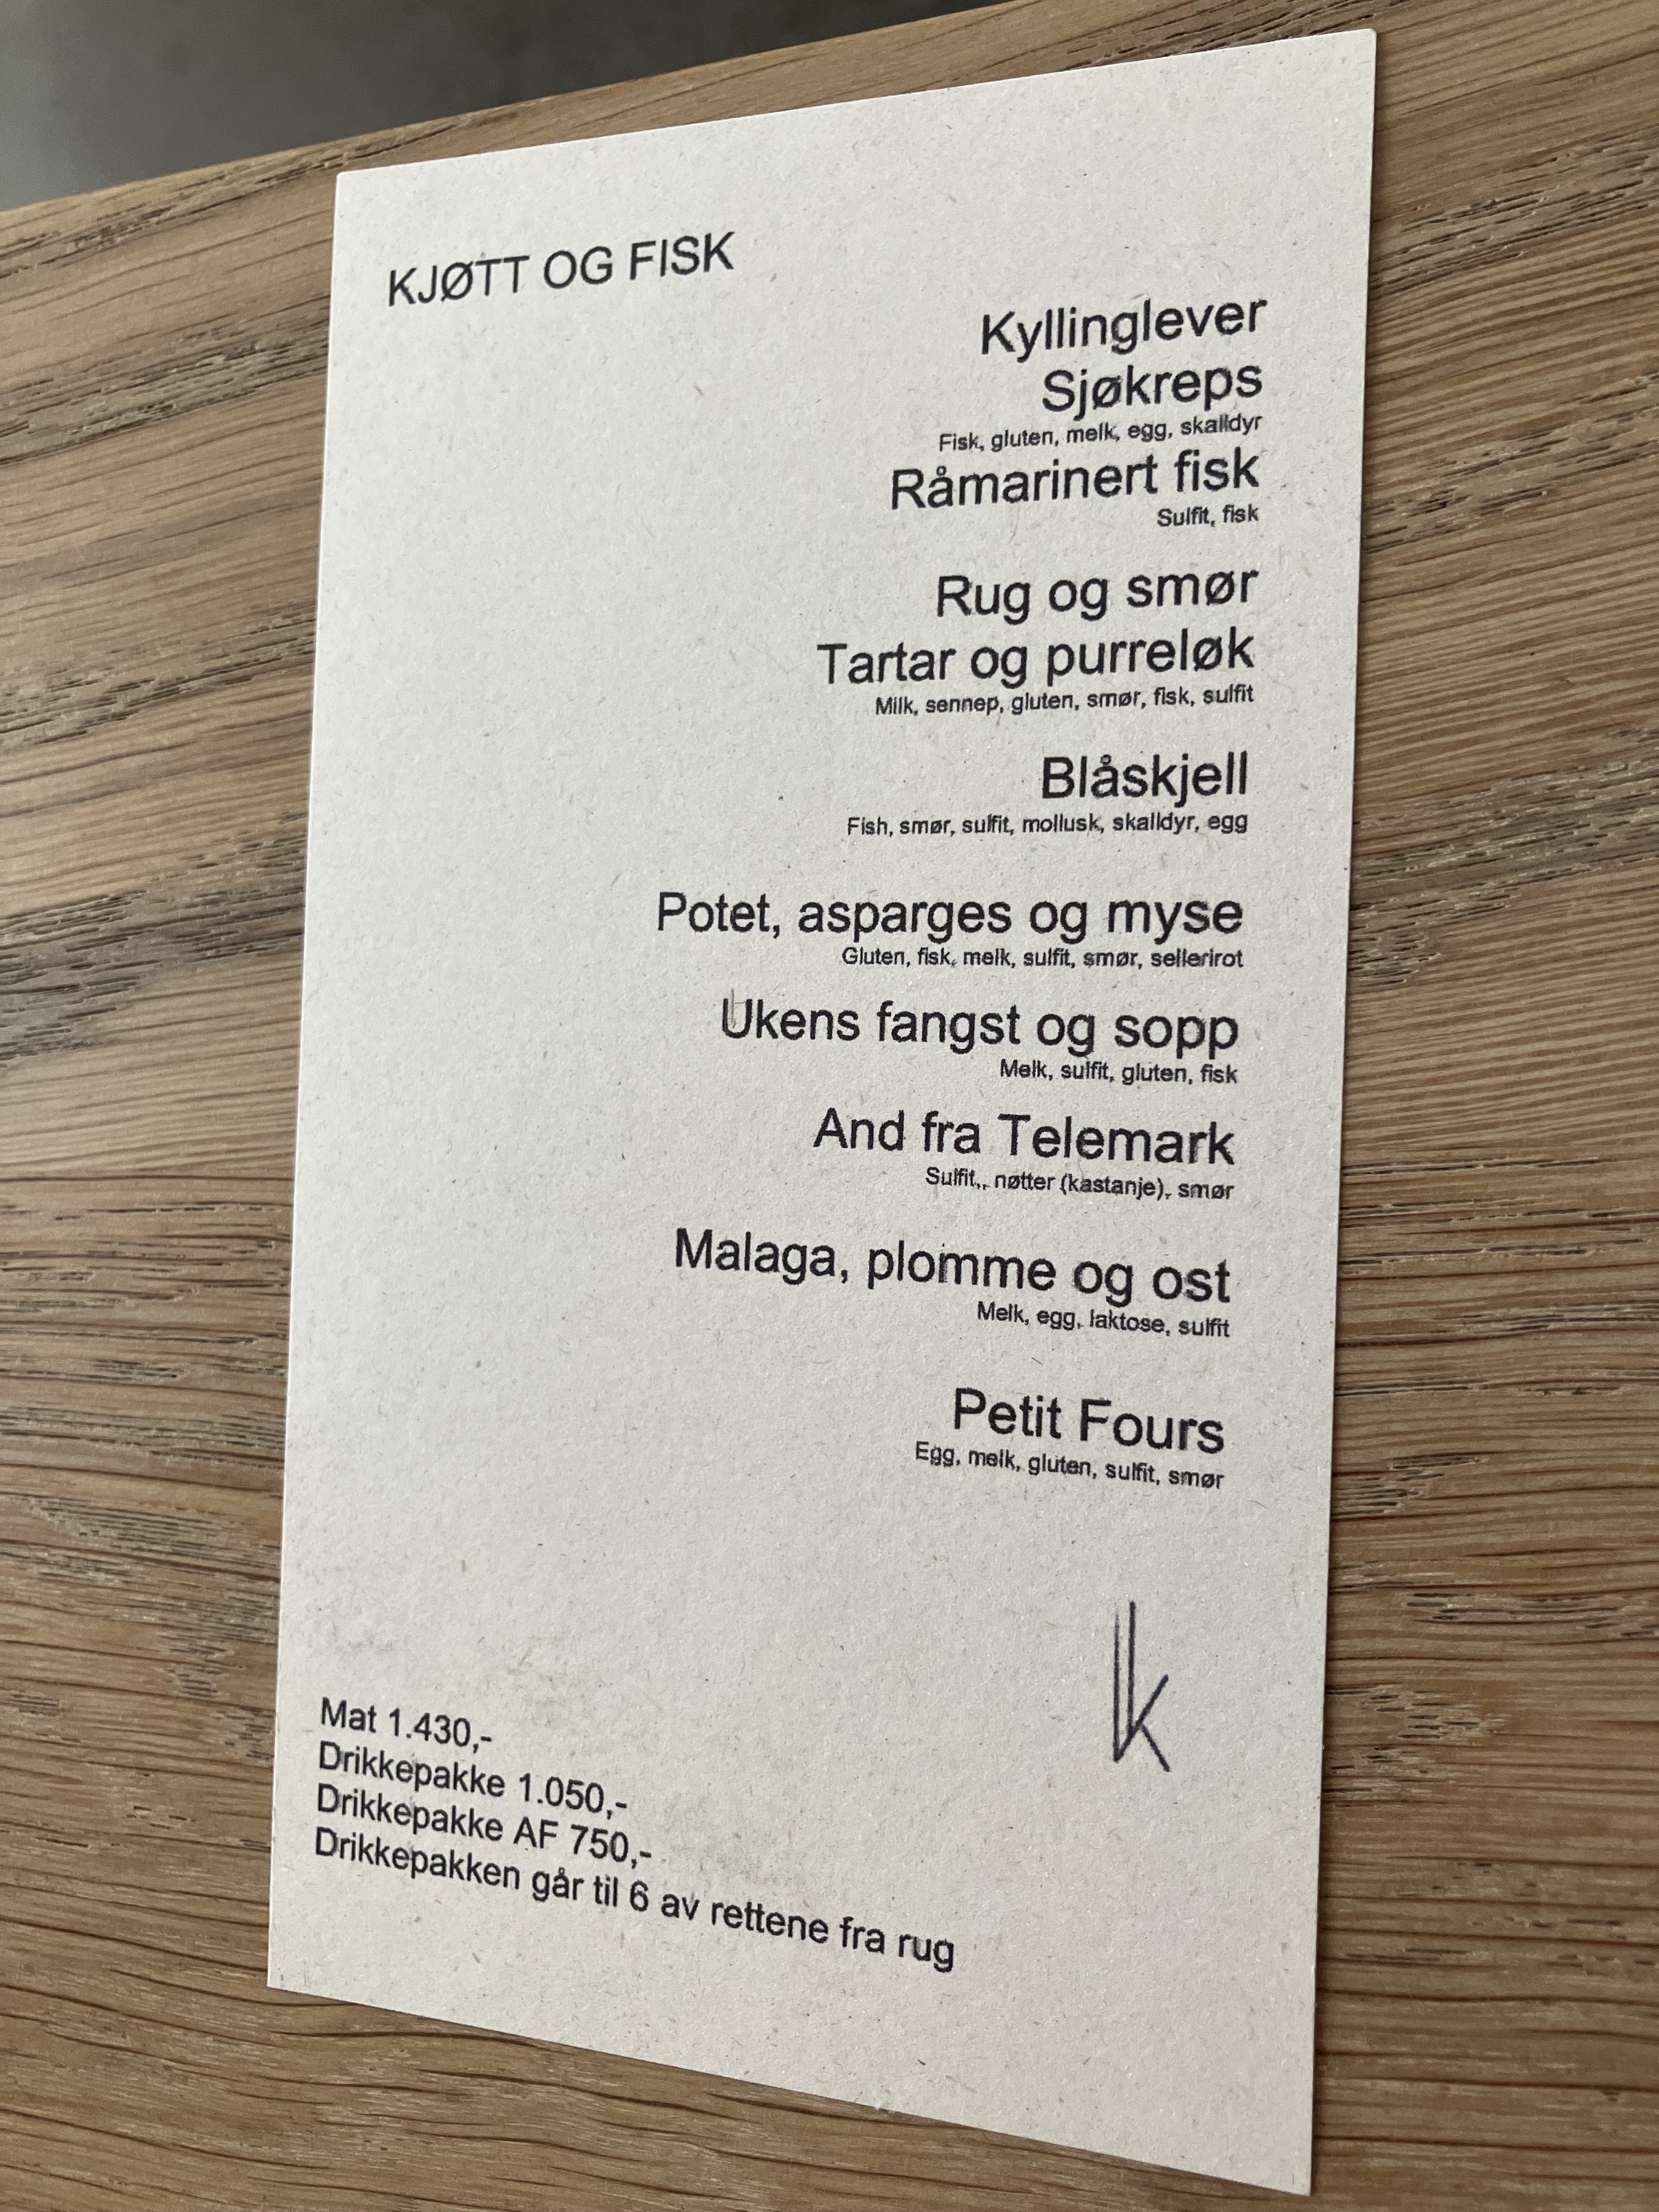 KJØTT OG FISK
Kyllinglever
Sjøkreps
Fisk, gluten, melk, egg, skalldyr
Råmarinert fisk
Sulfit, fisk
Rug og smør
Tartar og purreløk
Milk, sennep, gluten, smør, fisk, sulfit
Blåskjell
Fish, smør, sulfit, mollusk, skalldyr, egg
Potet, asparges og myse
Gluten, fisk, melk, sulfit, smør, sellerirot
Ukens fangst og sopp
Melk, sulfit, gluten, fisk
And fra Telemark
Sulfit,, nøtter (kastanje), smør
Malaga, plomme og ost
Melk, egg, laktose, sulfit
Petit Fours
Egg, melk, gluten, sulfit, smør
k
Mat 1.430,-
Drikkepakke 1.050,-
Drikkepakke AF 750,-
Drikkepakken går til 6 av rettene fra rug